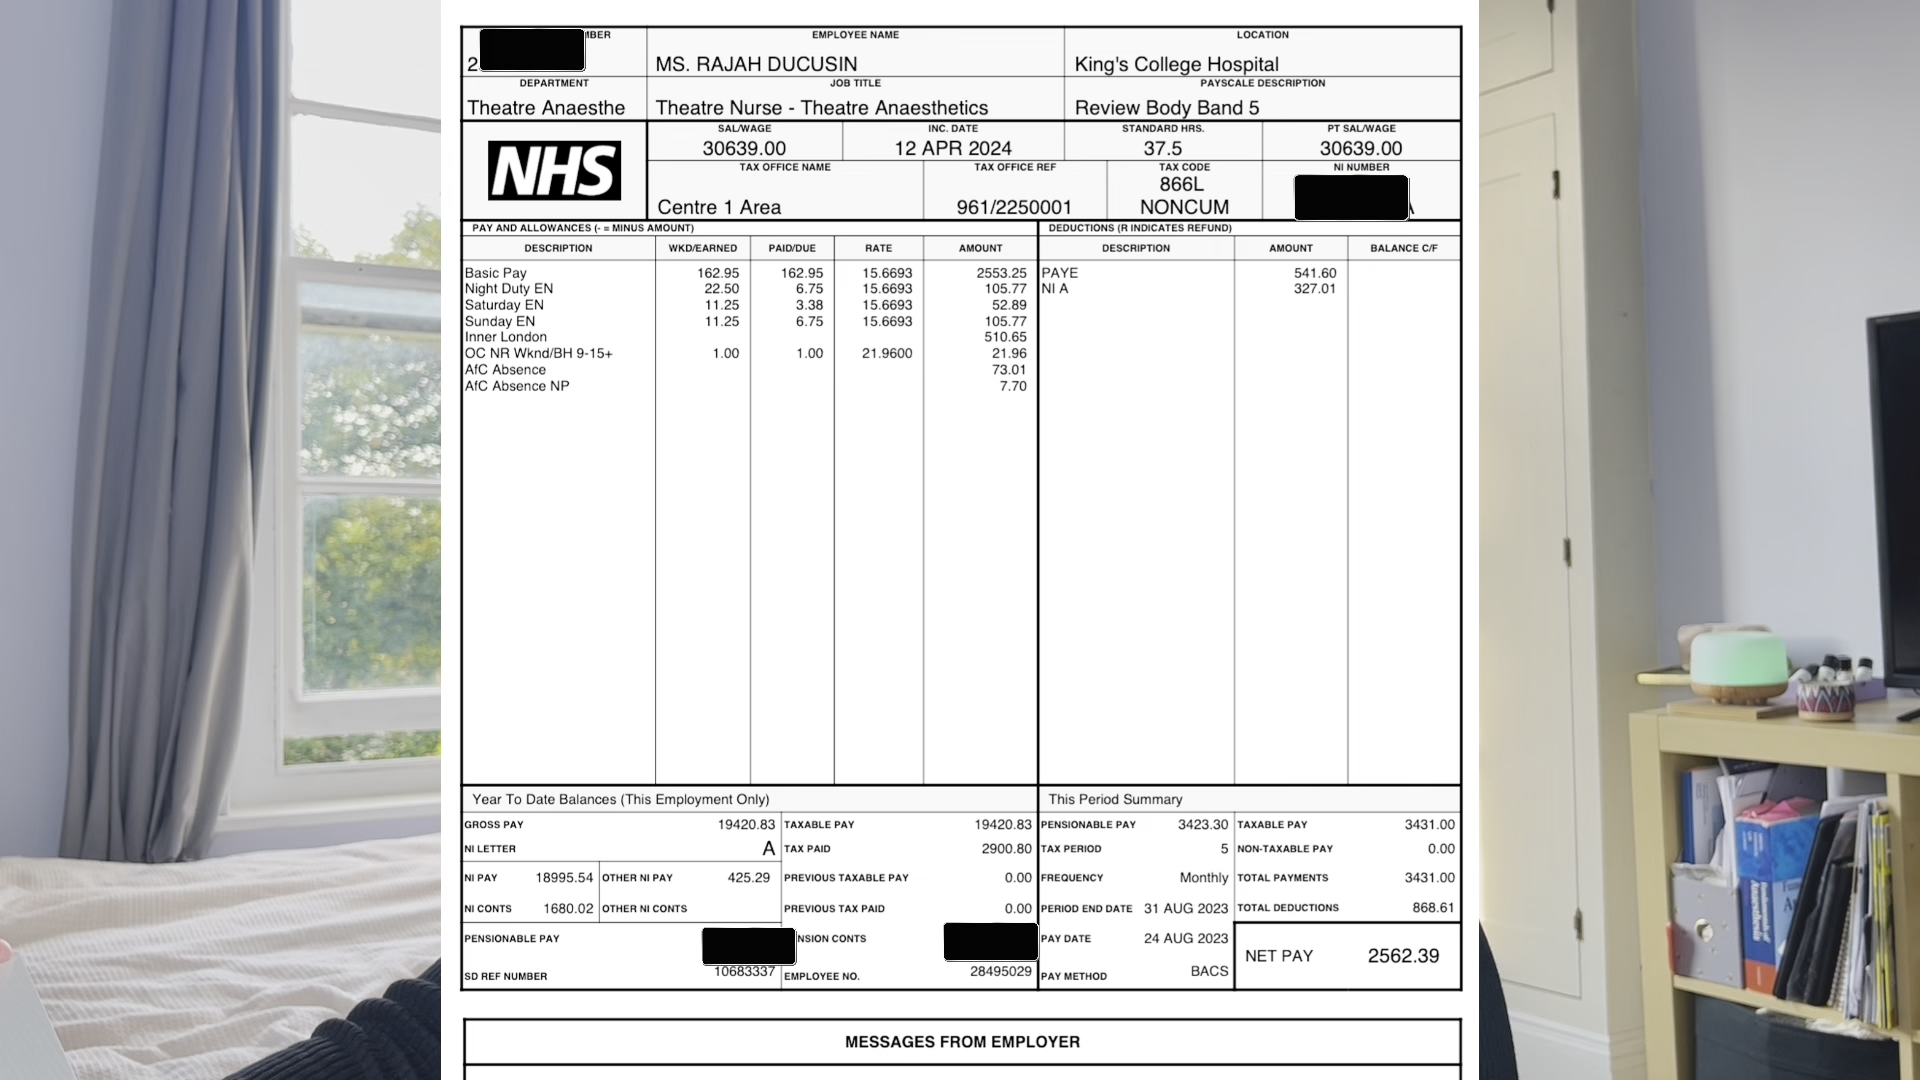 MBER EMPLOYEE NAME LOCATION
2 MS. RAJAH DUCUSIN King's College Hospital
DEPARTMENT JOB TITLE PAYSCALE DESCRIPTION
Theatre Anaesthe Theatre Nurse - Theatre Anaesthetics Review Body Band 5
SAL/WAGE INC. DATE STANDARD HRS. PT SAL/WAGE
30639.00 12 APR 2024 37.5 30639.00
NHS
TAX OFFICE NAME TAX OFFICE REF TAX CODE NI NUMBER
866L
Centre 1 Area 961/2250001 NONCUM
PAY AND ALLOWANCES (- = MINUS AMOUNT) DEDUCTIONS (R INDICATES REFUND)
DESCRIPTION WKD/EARNED PAID/DUE RATE AMOUNT DESCRIPTION AMOUNT BALANCE C/F
Basic Pay 162.95 162.95 15.6693 2553.25 PAYE 541.60
Night Duty EN 22.50 6.75 15.6693 105.77 NI A 327.01
Saturday EN 11.25 3.38 15.6693 52.89
Sunday EN 11.25 6.75 15.6693 105.77
Inner London 510.65
OC NR Wknd/BH 9-15+ 1.00 1.00 21.9600 21.96
AfC Absence 73.01
AfC Absence NP 7.70
Year To Date Balances (This Employment Only) This Period Summary
GROSS PAY 19420.83 TAXABLE PAY 19420.83 PENSIONABLE PAY 3423.30 TAXABLE PAY 3431.00
NI LETTER A TAX PAID 2900.80 TAX PERIOD 5 NON-TAXABLE PAY 0.00
NI PAY 18995.54 OTHER NI PAY 425.29 PREVIOUS TAXABLE PAY 0.00 FREQUENCY Monthly TOTAL PAYMENTS 3431.00
NI CONTS 1680.02 OTHER NI CONTS PREVIOUS TAX PAID 0.00 PERIOD END DATE 31 AUG 2023 TOTAL DEDUCTIONS 868.61
PENSIONABLE PAY NSION CONTS PAY DATE 24 AUG 2023
NET PAY 2562.39
SD REF NUMBER 10683337 EMPLOYEE NO. 28495029 PAY METHOD BACS
MESSAGES FROM EMPLOYER